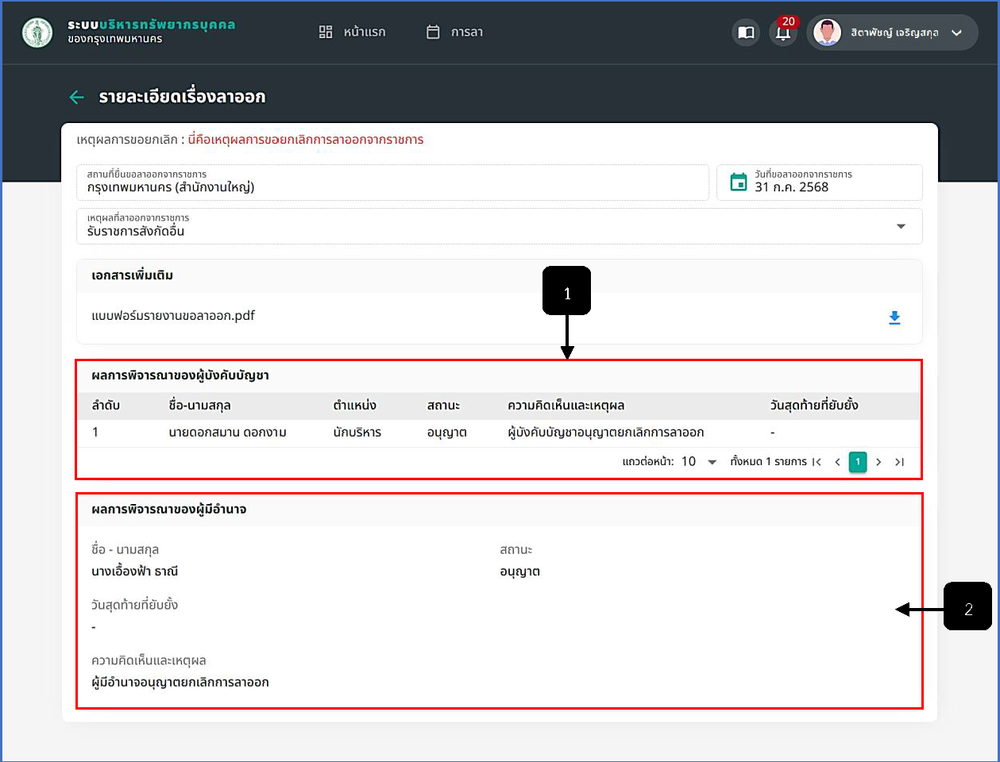 ระบบบริหารทรัพยากรบุคคล
ของกรุงเทพมหานคร
หน้าแรก
การลา
20
สิตาพัชญ์ เจริญสกุล
รายละเอียดเรื่องลาออก
เหตุผลการขอยกเลิก : นี่คือเหตุผลการขอยกเลิกการลาออกจากราชการ
สถานที่ยื่นขอลาออกจากราชการ
กรุงเทพมหานคร (สำนักงานใหญ่)
วันที่ขอลาออกจากราชการ
31 ก.ค. 2568
เหตุผลที่ลาออกจากราชการ
รับราชการสังกัดอื่น
เอกสารเพิ่มเติม
1
แบบฟอร์มรายงานขอลาออก.pdf
ผลการพิจารณาของผู้บังคับบัญชา
ลำดับ ชื่อ-นามสกุล ตำแหน่ง สถานะ ความคิดเห็นและเหตุผล วันสุดท้ายที่ยับยั้ง
1 นายดอกสมาน ดอกงาม นักบริหาร อนุญาต ผู้บังคับบัญชาอนุญาตยกเลิกการลาออก -
แถวต่อหน้า: 10 ทั้งหมด 1 รายการ 1
ผลการพิจารณาของผู้มีอำนาจ
ชื่อ - นามสกุล สถานะ
นางเอื้องฟ้า ธาณี อนุญาต
วันสุดท้ายที่ยับยั้ง
-
2
ความคิดเห็นและเหตุผล
ผู้มีอำนาจอนุญาตยกเลิกการลาออก